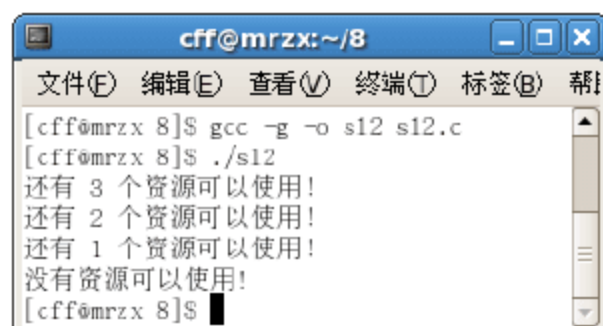 cff@mrzx:~/8
文件(F) 编辑(E) 查看(V) 终端(T) 标签(B) 帮
[cff@mrzx 8]$ gcc -g -o s12 s12.c
[cff@mrzx 8]$ ./s12
还有 3 个资源可以使用!
还有 2 个资源可以使用!
还有 1 个资源可以使用!
没有资源可以使用!
[cff@mrzx 8]$